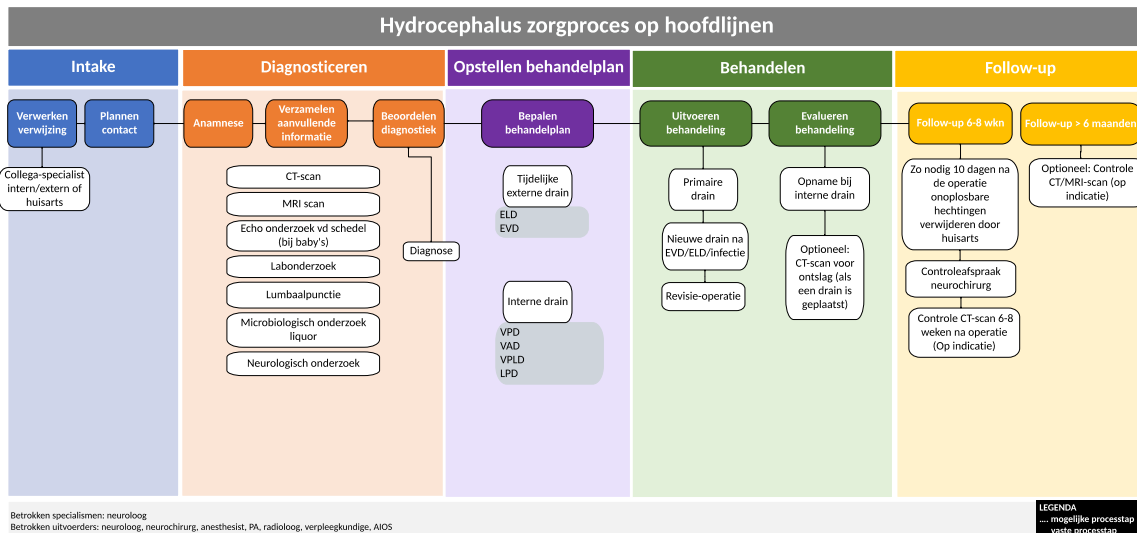 Hydrocephalus zorgproces op hoofdlijnen
Intake
Diagnosticeren
Opstellen behandelplan
Behandelen
Follow-up
Verwerken
verwijzing
Plannen
contact
Collega-specialist
intern/extern of
huisarts
Anamnese
Verzamelen
aanvullende
informatie
Beoordelen
diagnostiek
CT-scan
MRI scan
Echo onderzoek vd schedel
(bij baby's)
Labonderzoek
Lumbaalpunctie
Microbiologisch onderzoek
liquor
Neurologisch onderzoek
Diagnose
Bepalen
behandelplan
Tijdelijke
externe drain
ELD
EVD
Interne drain
VPD
VAD
VPLD
LPD
Uitvoeren
behandeling
Primaire
drain
Nieuwe drain na
EVD/ELD/infectie
Revisie-operatie
Evalueren
behandeling
Opname bij
interne drain
Optioneel:
CT-scan voor
ontslag (als
een drain is
geplaatst)
Follow-up 6-8 wkn
Zo nodig 10 dagen na
de operatie
onoplosbare
hechtingen
verwijderen door
huisarts
Controleafspraak
neurochirurg
Controle CT-scan 6-8
weken na operatie
(Op indicatie)
Follow-up > 6 maanden
Optioneel: Controle
CT/MRI-scan (op
indicatie)
Betrokken specialismen: neuroloog
Betrokken uitvoerders: neuroloog, neurochirurg, anesthesist, PA, radioloog, verpleegkundige, AIOS
LEGENDA
.... mogelijke processtap
vaste processtap